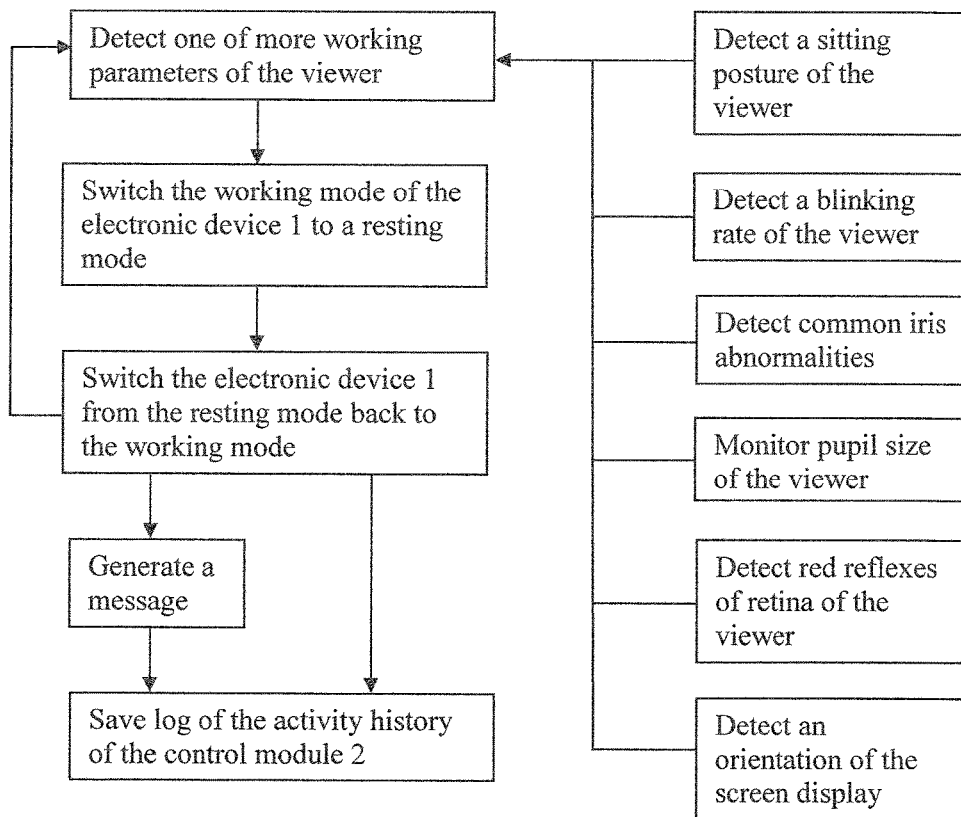 Detect one of more working
parameters of the viewer
Switch the working mode of the
electronic device 1 to a resting
mode
Switch the electronic device 1
from the resting mode back to
the working mode
Generate a
message
Save log of the activity history
of the control module 2
Detect a sitting
posture of the
viewer
Detect a blinking
rate of the viewer
Detect common iris
abnormalities
Monitor pupil size
of the viewer
Detect red reflexes
of retina of the
viewer
Detect an
orientation of the
screen display